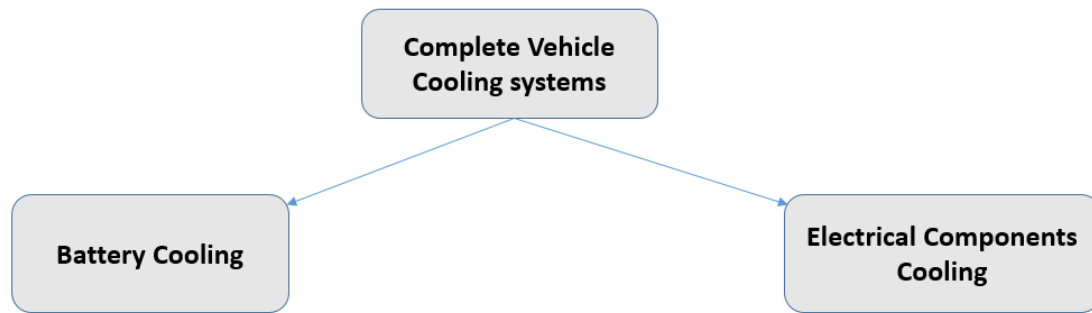 Complete Vehicle
Cooling systems
Battery Cooling
Electrical Components
Cooling